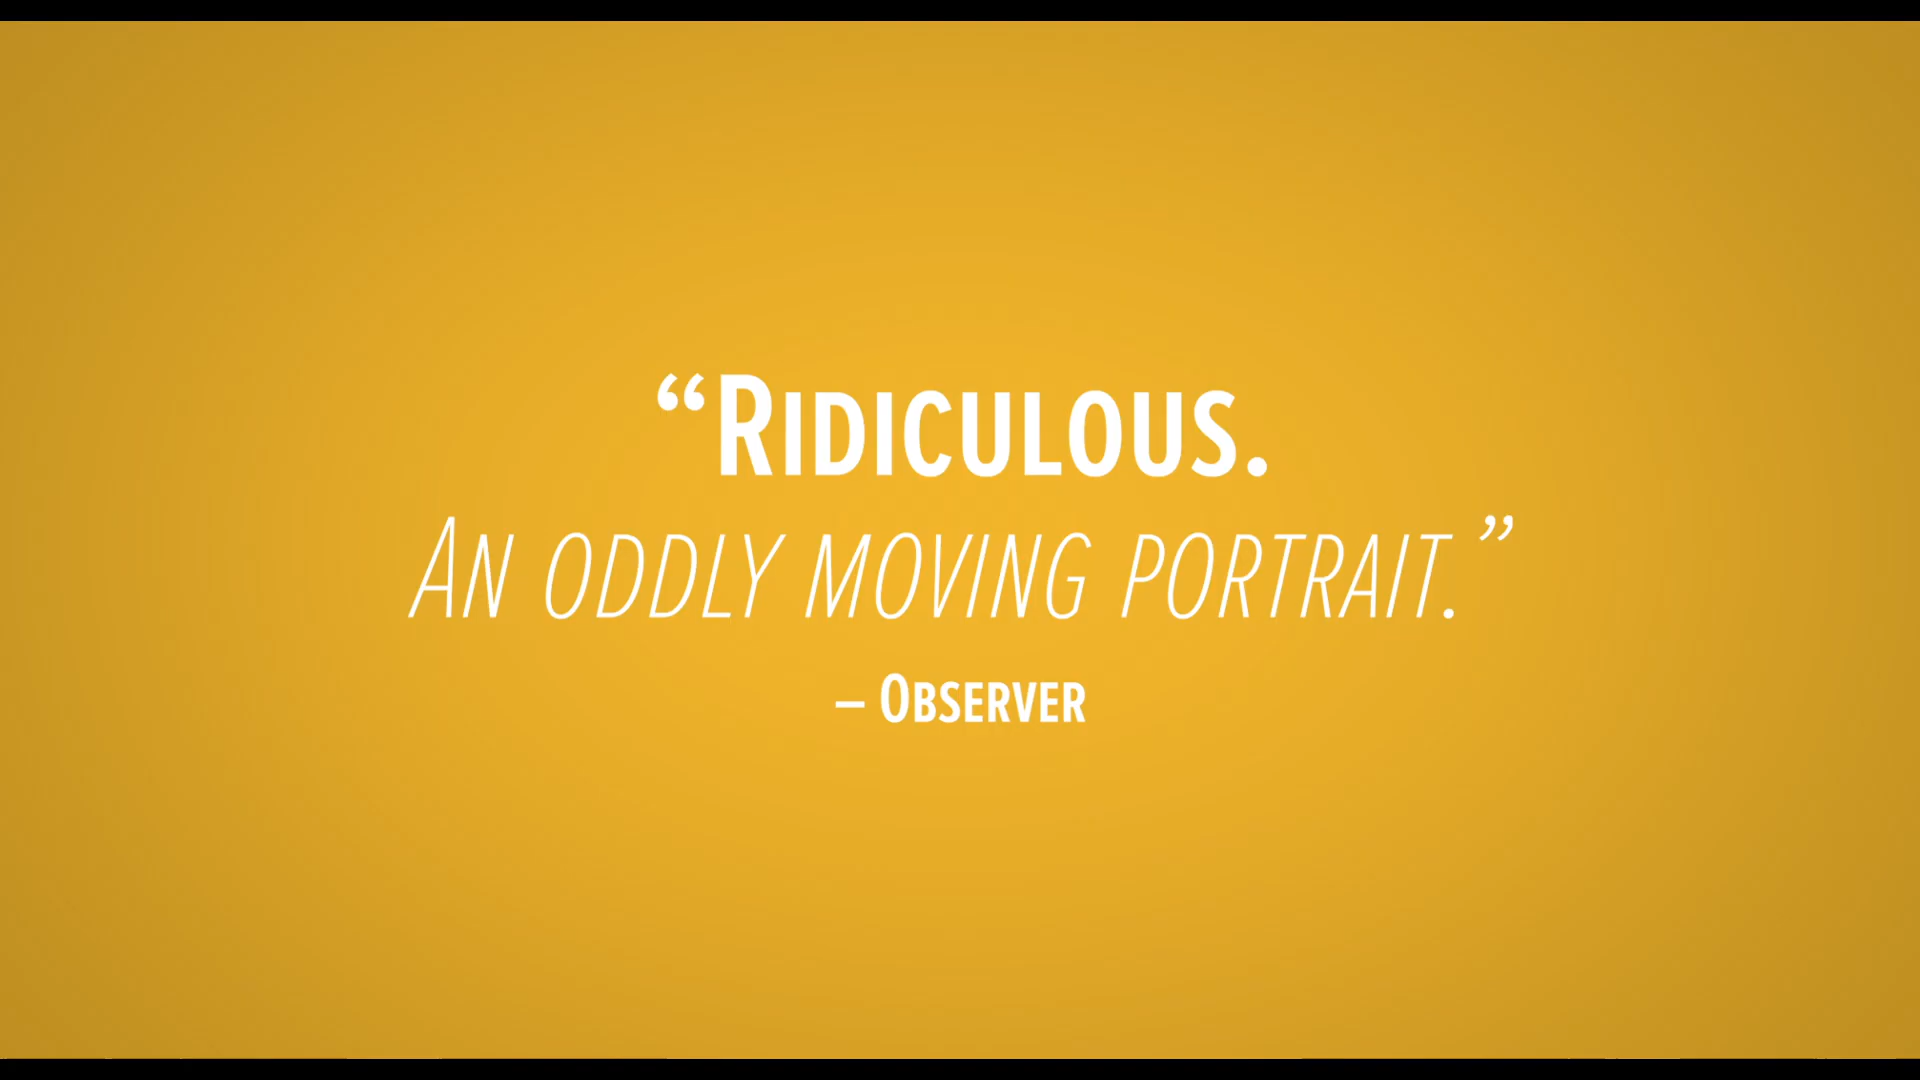 “RIDICULOUS.
AN ODDLY MOVING PORTRAIT.”
– OBSERVER